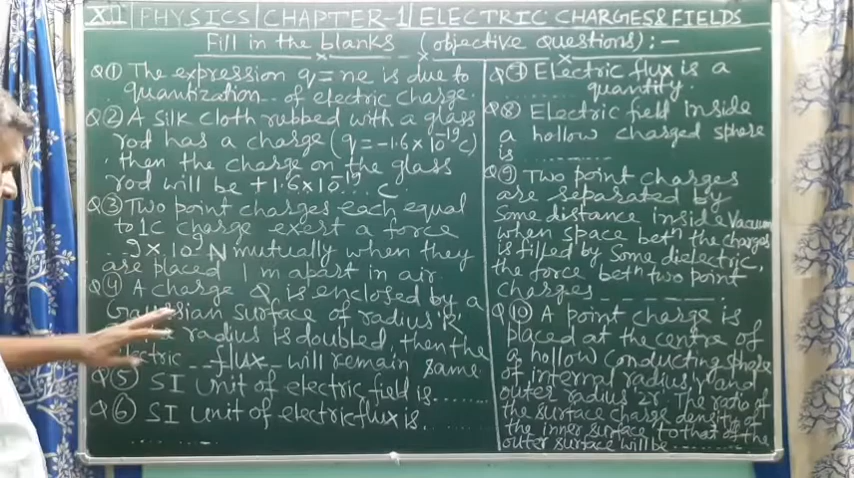 XII | PHYSICS | CHAPTER-1 | ELECTRIC CHARGES & FIELDS
Fill in the blanks (objective questions) :-
Q① The expression q = ne is due to
quantization of electric charge.
Q② A silk cloth rubbed with a glass
rod has a charge (q = -1.6 × 10^-19 C)
then the charge on the glass
rod will be +1.6 × 10^-19 C
Q③ Two point charges each equal
to 1C charge exert a force
9 × 10^9 N mutually when they
are placed 1 m apart in air
Q④ A charge Q is enclosed by a
Gaussian surface of radius 'R'
radius is doubled, then the
flux will remain same
Q⑤ SI Unit of electric field is ........
Q⑥ SI Unit of electric flux is ........
Q⑦ Electric flux is a
........ quantity.
Q⑧ Electric field inside
a hollow charged sphere
is ..........
Q⑨ Two point charges
are separated by
Some distance inside Vacuum
when space betn the charges
is filled by Some dielectric,
the force betn two point
charges ..........
Q⑩ A point charge is
placed at the centre of
a hollow conducting sphere
of internal radius 'r' and
outer radius '2r'. The ratio of
the surface charge density of
the inner surface to that of the
outer surface will be ..........